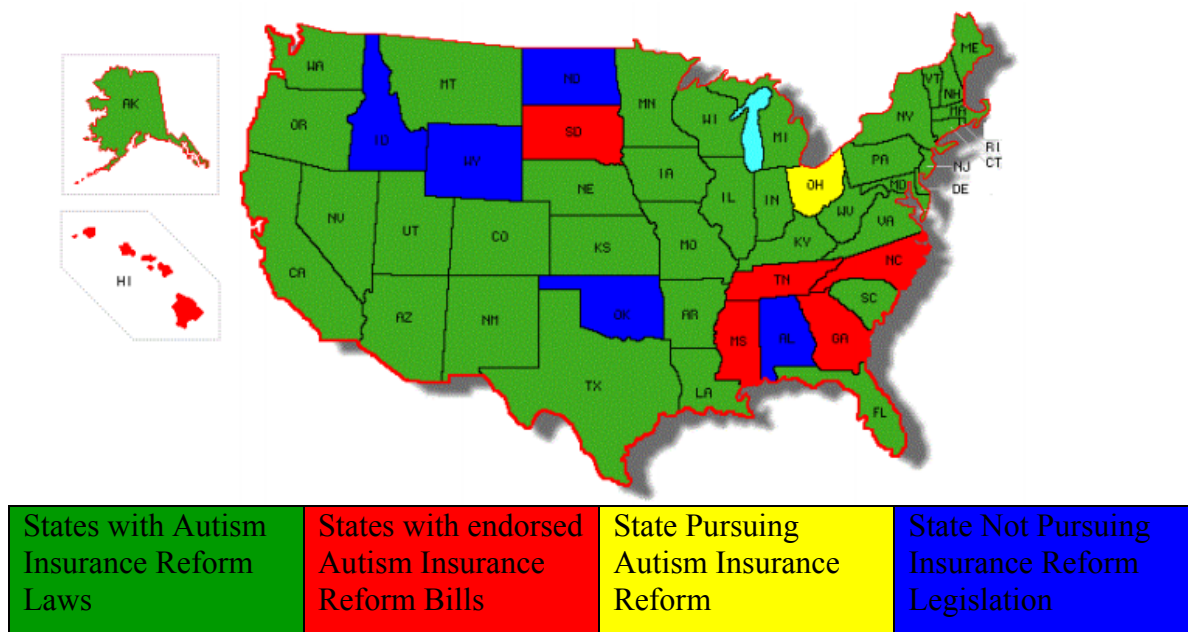 WA
MT
ND
MN
ME
VT
NH
MA
NY
WI
MI
AK
OR
ID
SD
WY
RI
CT
NJ
DE
PA
IA
NE
OH
MD
IL
IN
WV
VA
NV
UT
CO
KS
MO
KY
CA
NC
TN
HI
OK
AR
SC
AZ
NM
MS
AL
GA
TX
LA
FL
States with Autism
Insurance Reform
Laws
States with endorsed
Autism Insurance
Reform Bills
State Pursuing
Autism Insurance
Reform
State Not Pursuing
Insurance Reform
Legislation